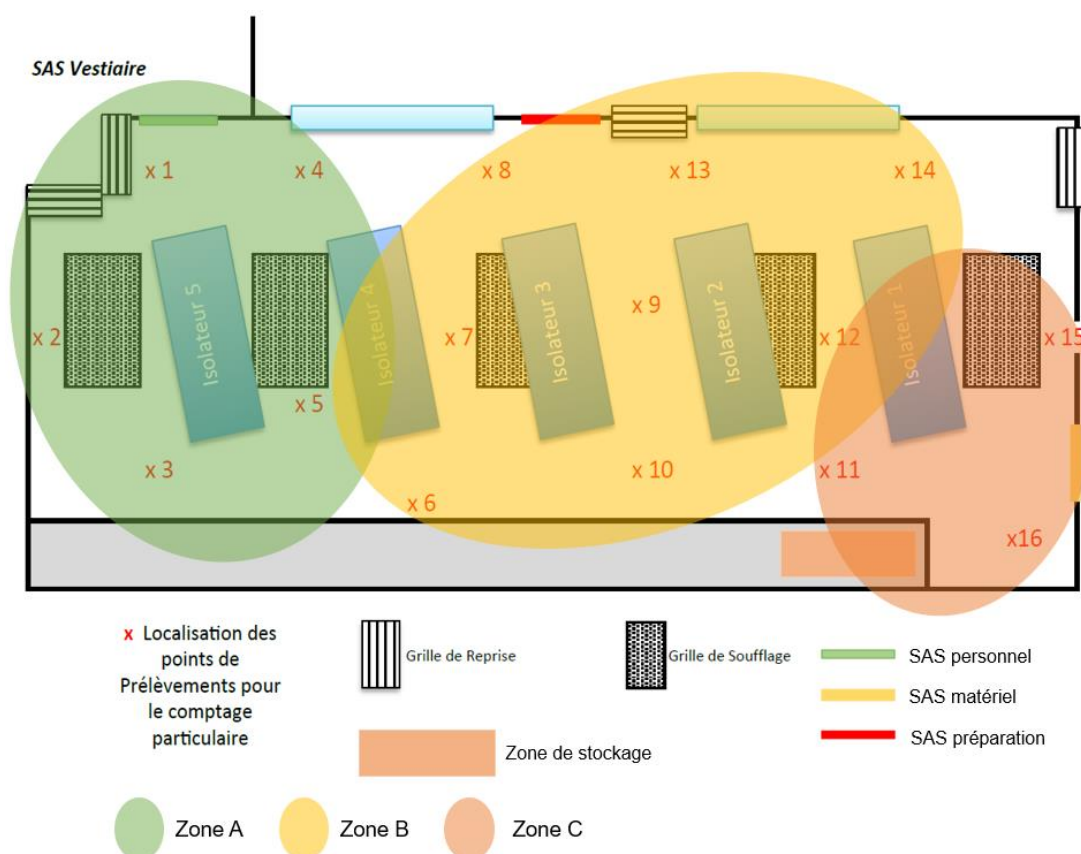 SAS Vestiaire
x 1
x 4
x 8
x 13
x 14
Isolateur 5
Isolateur 4
Isolateur 3
Isolateur 2
Isolateur 1
x 2
x 5
x 7
x 9
x 12
x 15
x 3
x 6
x 10
x 11
x16
x Localisation des
points de
Prélèvements pour
le comptage
particulaire
Grille de Reprise
Grille de Soufflage
SAS personnel
SAS matériel
SAS préparation
Zone de stockage
Zone A
Zone B
Zone C